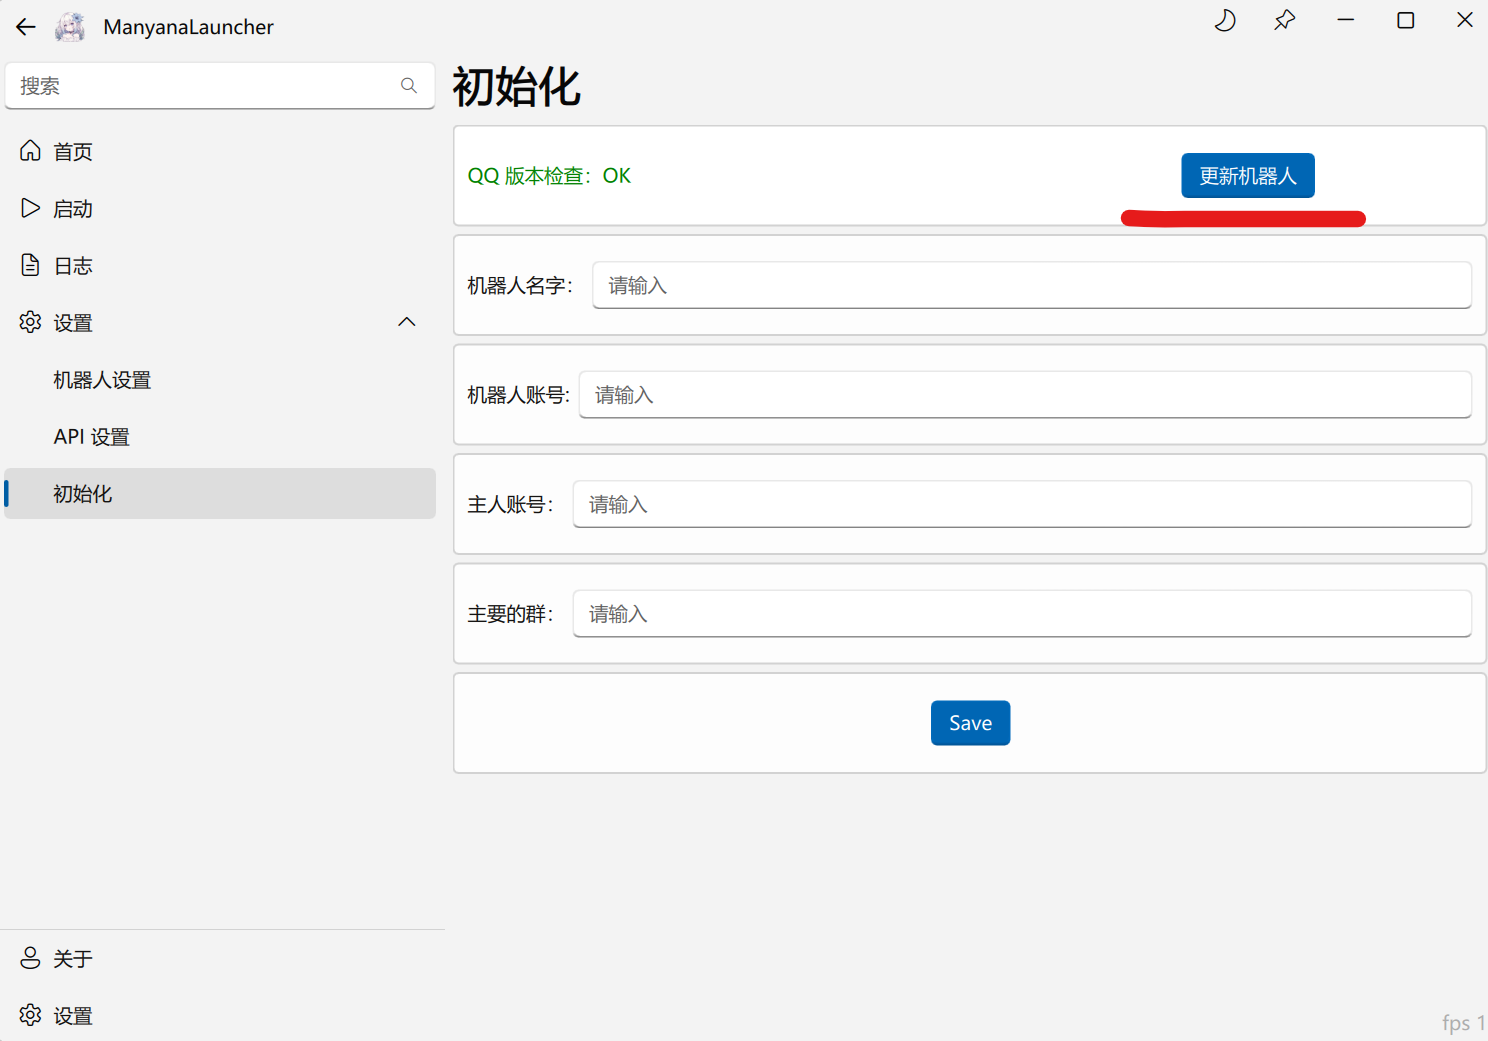 ManyanaLauncher
搜索
首页
启动
日志
设置
机器人设置
API 设置
初始化
关于
设置
初始化
QQ 版本检查：OK
更新机器人
机器人名字：
请输入
机器人账号:
请输入
主人账号：
请输入
主要的群：
请输入
Save
fps 1